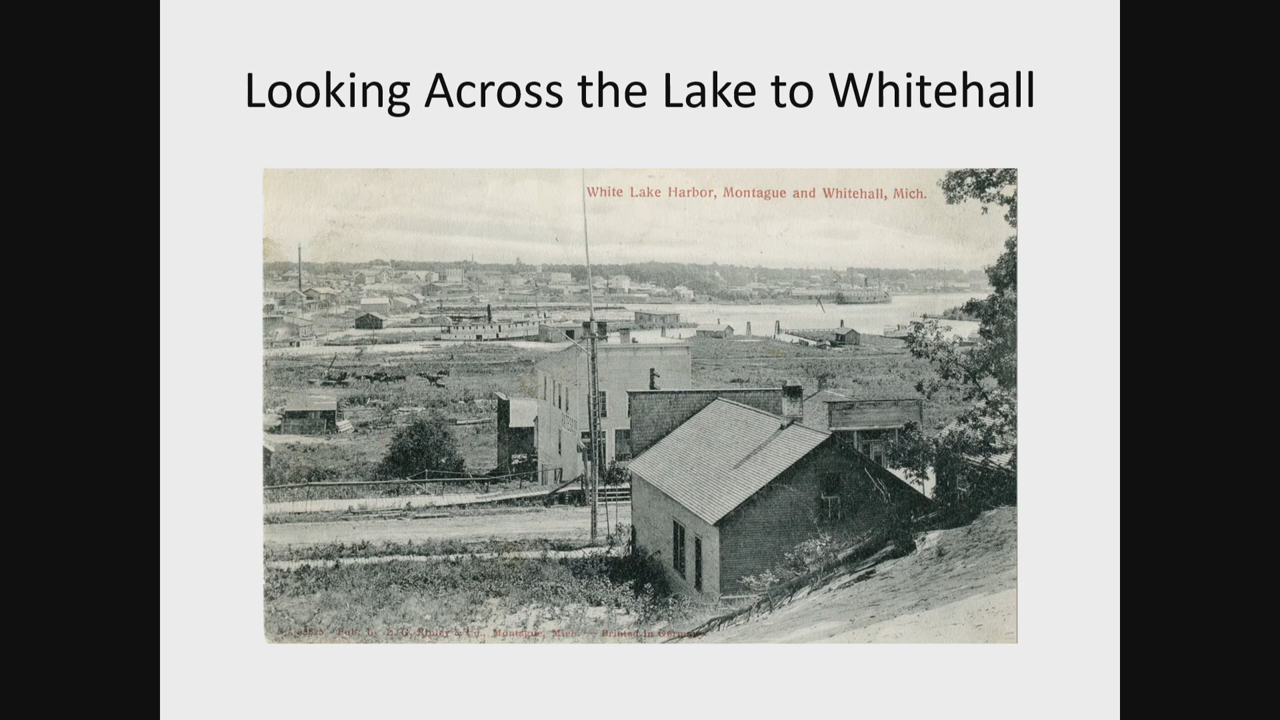 Looking Across the Lake to Whitehall
White Lake Harbor, Montague and Whitehall, Mich.
Montague, Mich. — Printed in Germany